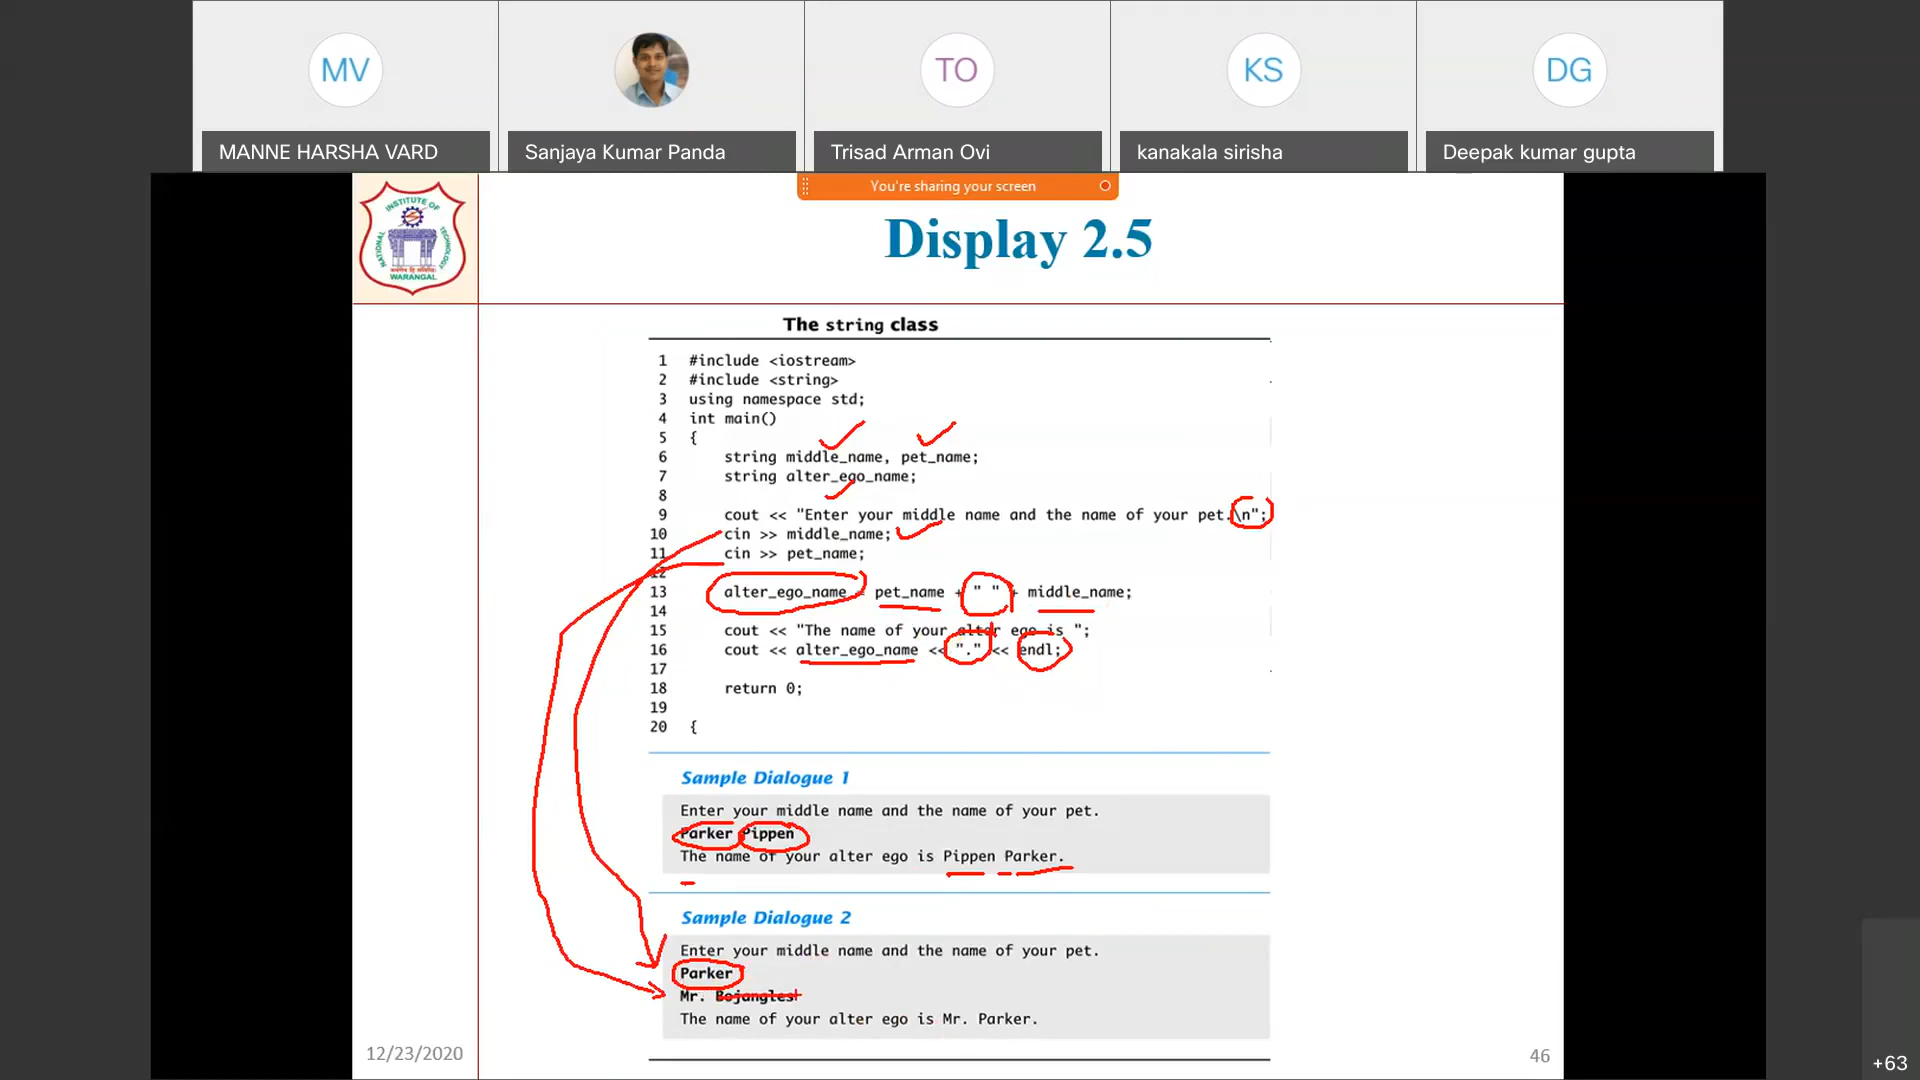 MV
TO
KS
DG
MANNE HARSHA VARD
Sanjaya Kumar Panda
Trisad Arman Ovi
kanakala sirisha
Deepak kumar gupta
You're sharing your screen
NATIONAL INSTITUTE OF TECHNOLOGY
WARANGAL
Display 2.5
The string class
1 #include <iostream>
2 #include <string>
3 using namespace std;
4 int main()
5 {
6 string middle_name, pet_name;
7 string alter_ego_name;
8
9 cout << "Enter your middle name and the name of your pet.\n";
10 cin >> middle_name;
11 cin >> pet_name;
12
13 alter_ego_name = pet_name + " " + middle_name;
14
15 cout << "The name of your alter ego is ";
16 cout << alter_ego_name << "." << endl;
17
18 return 0;
19
20 {
Sample Dialogue 1
Enter your middle name and the name of your pet.
Parker Pippen
The name of your alter ego is Pippen Parker.
Sample Dialogue 2
Enter your middle name and the name of your pet.
Parker
Mr. Bojangles
The name of your alter ego is Mr. Parker.
12/23/2020
46
+63